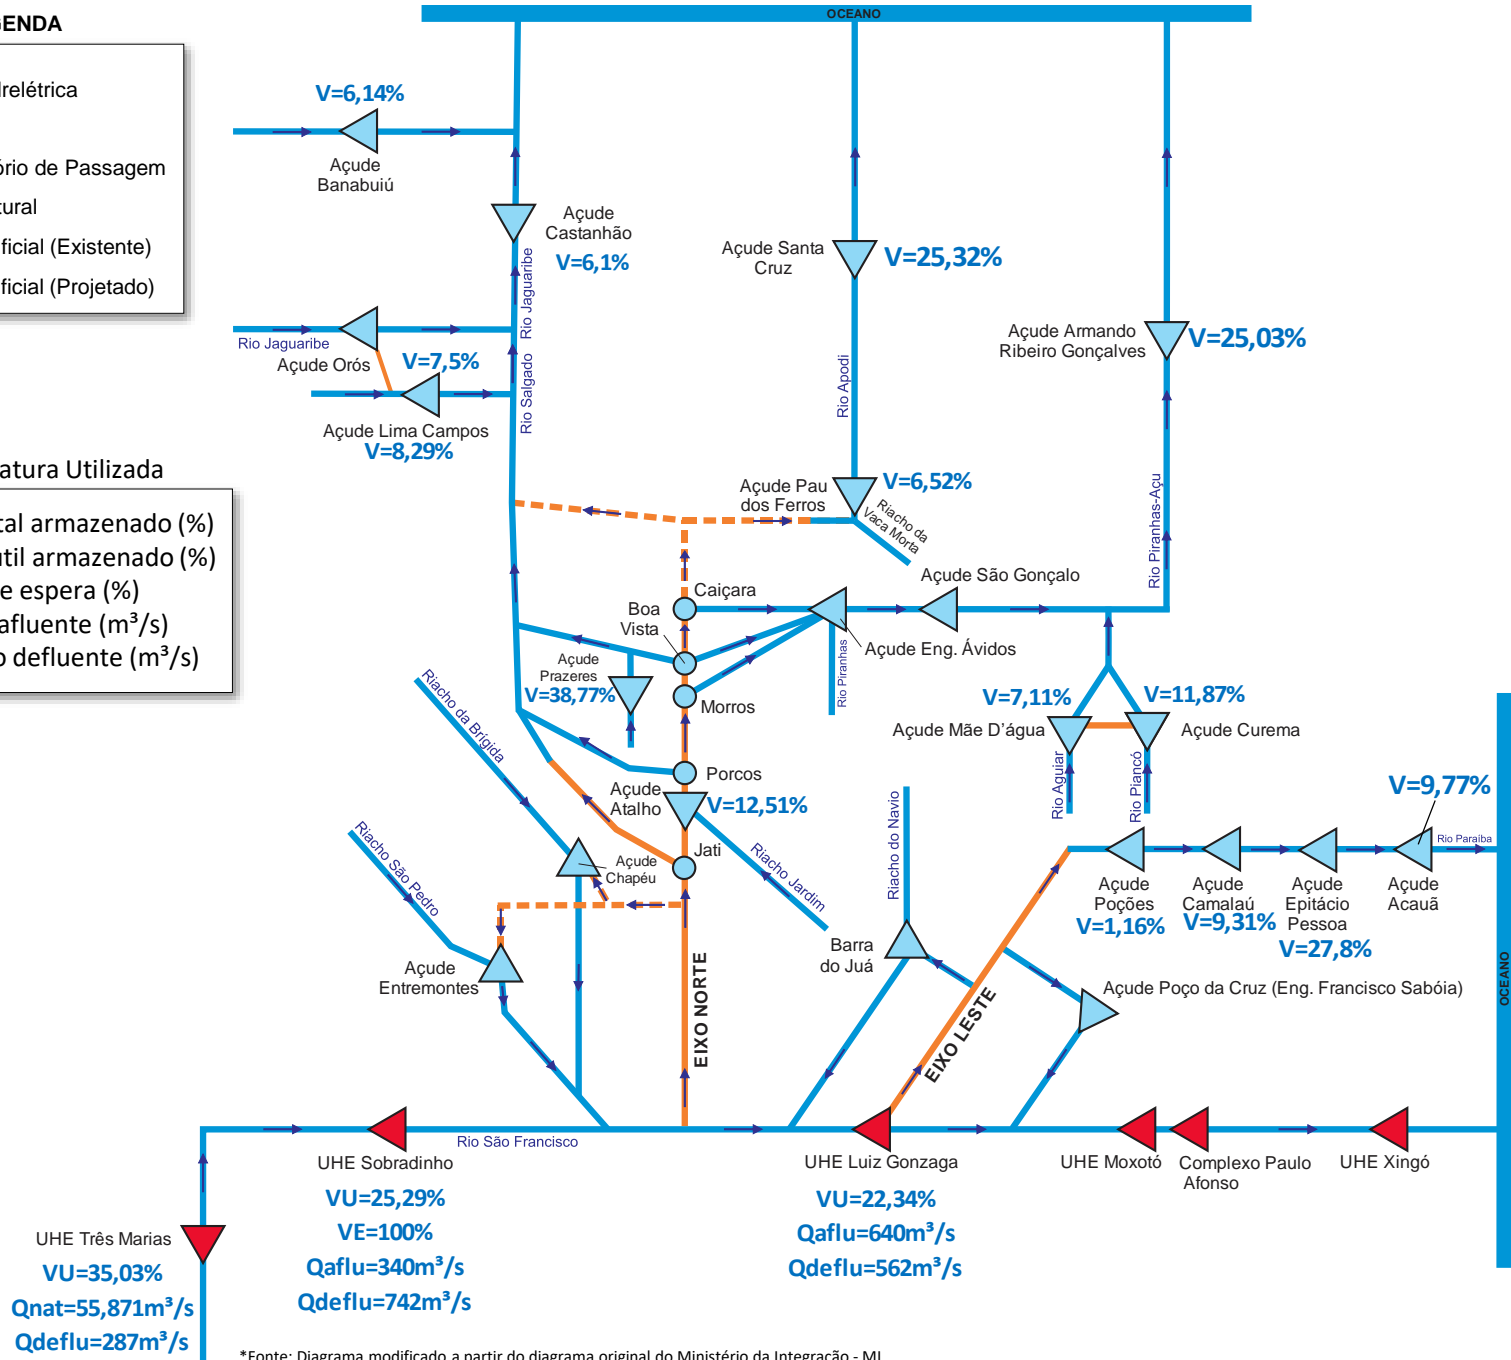 OCEANO
GENDA
drelétrica
ório de Passagem
tural
ificial (Existente)
ificial (Projetado)
V=6,14%
Açude
Banabuiú
Açude
Castanhão
V=6,1%
Rio Jaguaribe
Açude Santa
Cruz
V=25,32%
Açude Armando
Ribeiro Gonçalves
V=25,03%
Rio Jaguaribe
Açude Orós
V=7,5%
Rio Salgado
Rio Apodi
Açude Lima Campos
V=8,29%
atura Utilizada
tal armazenado (%)
útil armazenado (%)
e espera (%)
afluente (m³/s)
o defluente (m³/s)
Açude Pau
dos Ferros
V=6,52%
Riacho da
Vaca Morta
Rio Piranhas-Açu
Açude São Gonçalo
Caiçara
Boa
Vista
Açude Eng. Ávidos
Rio Piranhas
Açude
Prazeres
V=38,77%
Morros
Riacho da Brigida
V=7,11%
V=11,87%
Açude Mãe D'água
Açude Curema
Rio Aguiar
Rio Piancó
Porcos
Açude
Atalho
V=12,51%
V=9,77%
Riacho São Pedro
Açude
Chapéu
Jati
Riacho Jardim
Riacho do Navio
Rio Paraiba
Açude
Poções
V=1,16%
Açude
Camalaú
V=9,31%
Açude
Epitácio
Pessoa
V=27,8%
Açude
Acauã
Barra
do Juá
Açude
Entremontes
EIXO NORTE
EIXO LESTE
Açude Poço da Cruz (Eng. Francisco Sabóia)
OCEANO
Rio São Francisco
UHE Sobradinho
VU=25,29%
VE=100%
Qaflu=340m³/s
Qdeflu=742m³/s
UHE Luiz Gonzaga
VU=22,34%
Qaflu=640m³/s
Qdeflu=562m³/s
UHE Moxotó
Complexo Paulo
Afonso
UHE Xingó
UHE Três Marias
VU=35,03%
Qnat=55,871m³/s
Qdeflu=287m³/s
*Fonte: Diagrama modificado a partir do diagrama original do Ministério da Integração - MI